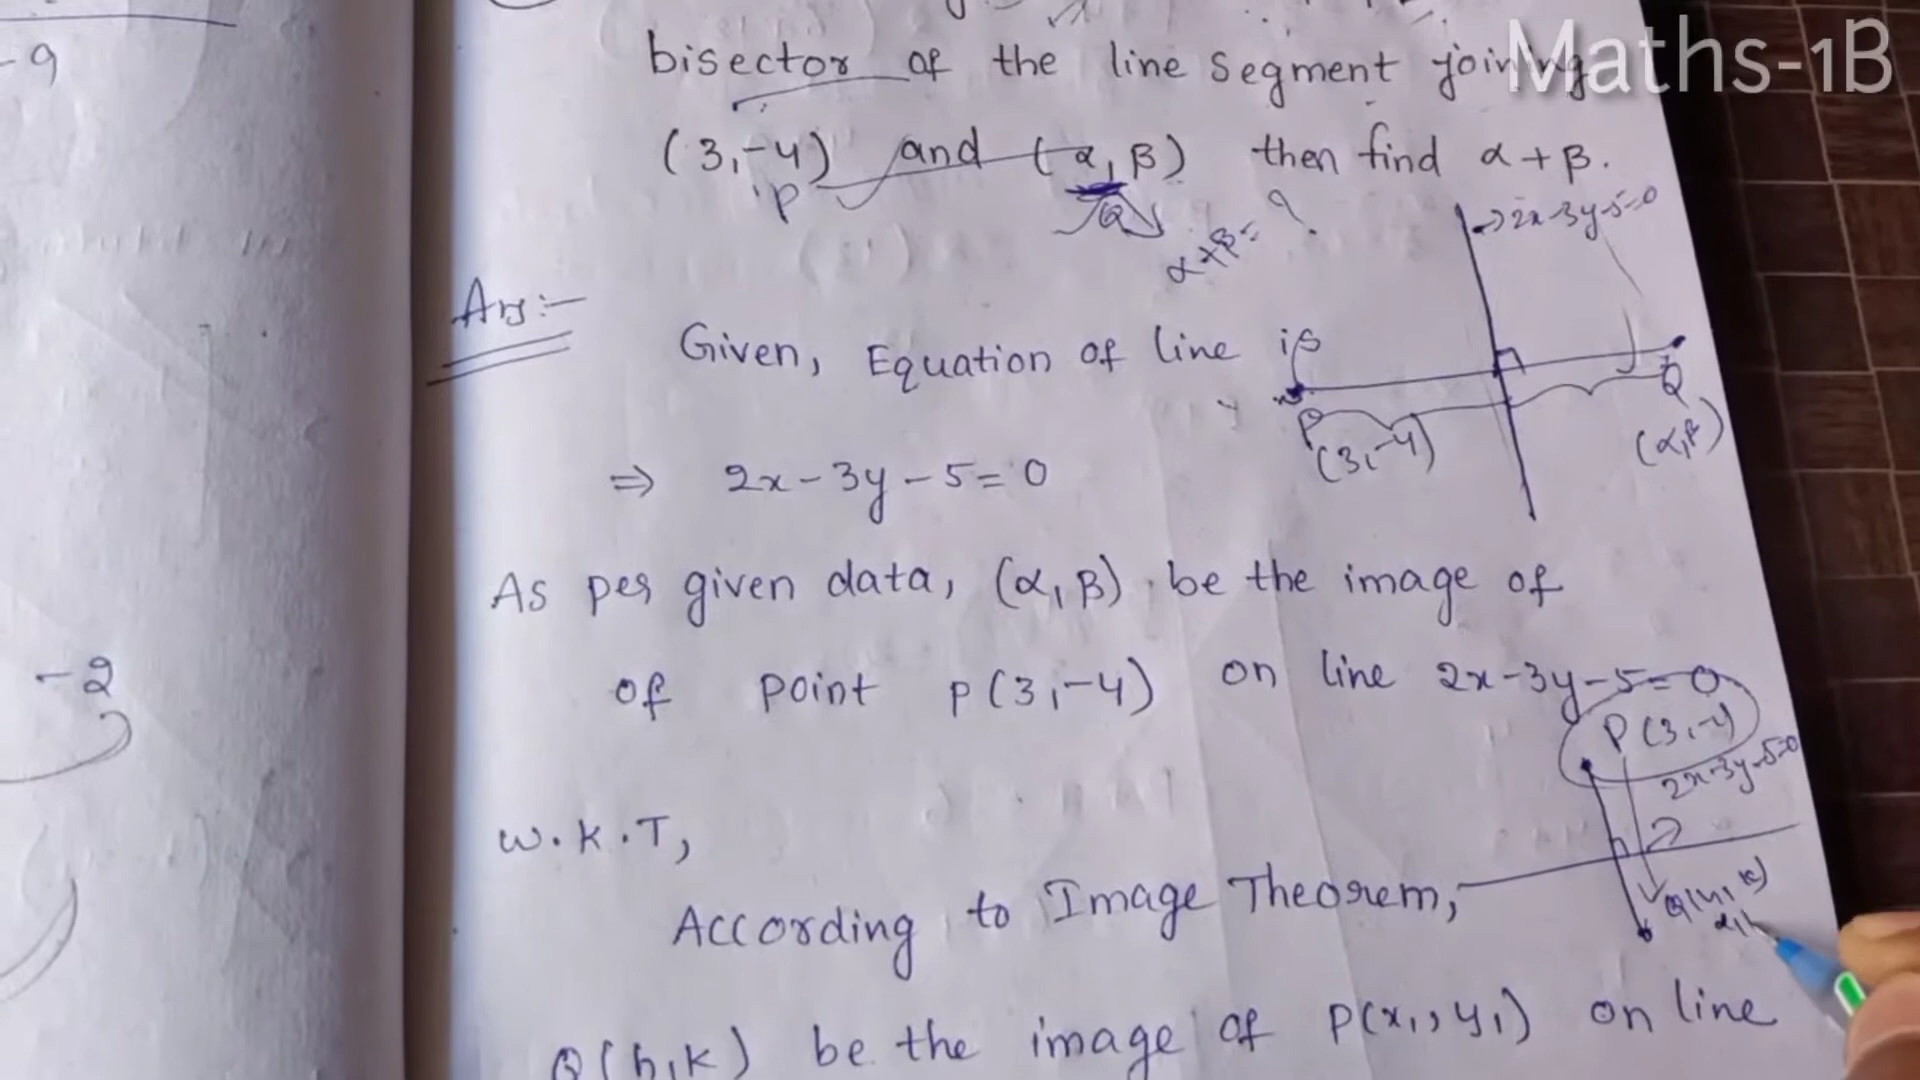 Maths-1B
-9
bisector of the line segment joining
(3,-4) and (α,β) then find α+β.
P Q
α+β= ?
→2x-3y-5=0
Ans:-
Given, Equation of line is
P Q
(3,-4) (α,β)
⇒ 2x-3y-5=0
As per given data, (α,β) be the image of
-2
of point P(3,-4) on line 2x-3y-5=0
P(3,-4)
2x-3y-5=0
W.K.T,
According to Image Theorem,
Q(h,k)
Q(h,k) be the image of P(x₁,y₁) on line